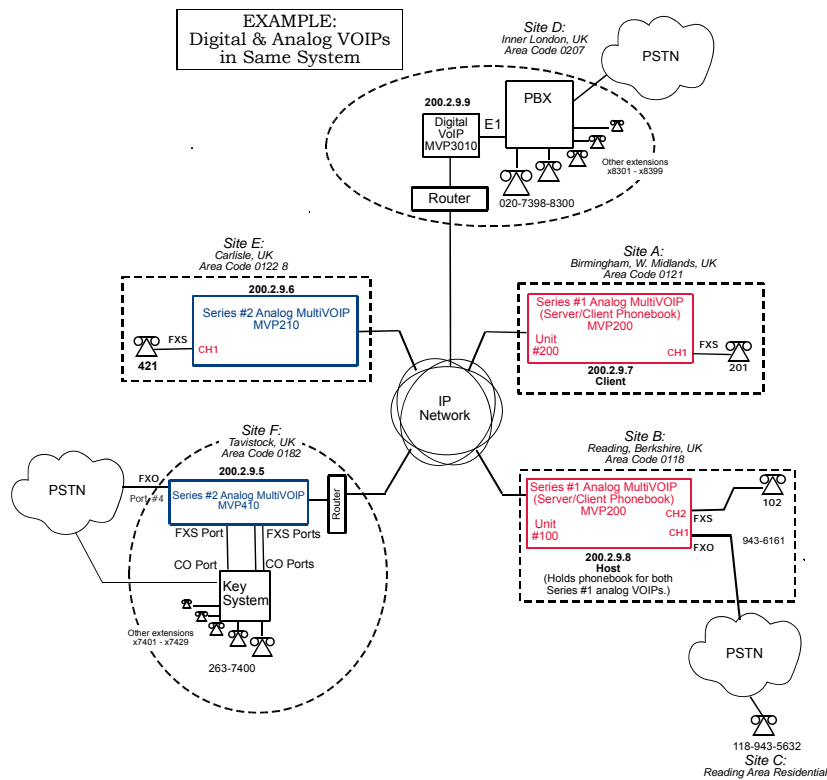 EXAMPLE:
Digital & Analog VOIPs
in Same System
Site D:
Inner London, UK
Area Code 0207
PSTN
200.2.9.9
Digital
VoIP
MVP3010
E1
PBX
Other extensions
x8301 - x8399
Router
020-7398-8300
Site E:
Carlisle, UK
Area Code 0122 8
200.2.9.6
Series #2 Analog MultiVOIP
MVP210
FXS
CH1
421
Site A:
Birmingham, W. Midlands, UK
Area Code 0121
Series #1 Analog MultiVOIP
(Server/Client Phonebook)
MVP200
Unit
#200
CH1
FXS
201
200.2.9.7
Client
IP
Network
Site F:
Tavistock, UK
Area Code 0182
200.2.9.5
PSTN
FXO
Port #4
Series #2 Analog MultiVOIP
MVP410
Router
FXS Port
FXS Ports
CO Port
CO Ports
Key
System
Other extensions
x7401 - x7429
263-7400
Site B:
Reading, Berkshire, UK
Area Code 0118
Series #1 Analog MultiVOIP
(Server/Client Phonebook)
MVP200
Unit
#100
CH2
FXS
102
CH1
FXO
943-6161
200.2.9.8
Host
(Holds phonebook for both
Series #1 analog VOIPs.)
PSTN
118-943-5632
Site C:
Reading Area Residential